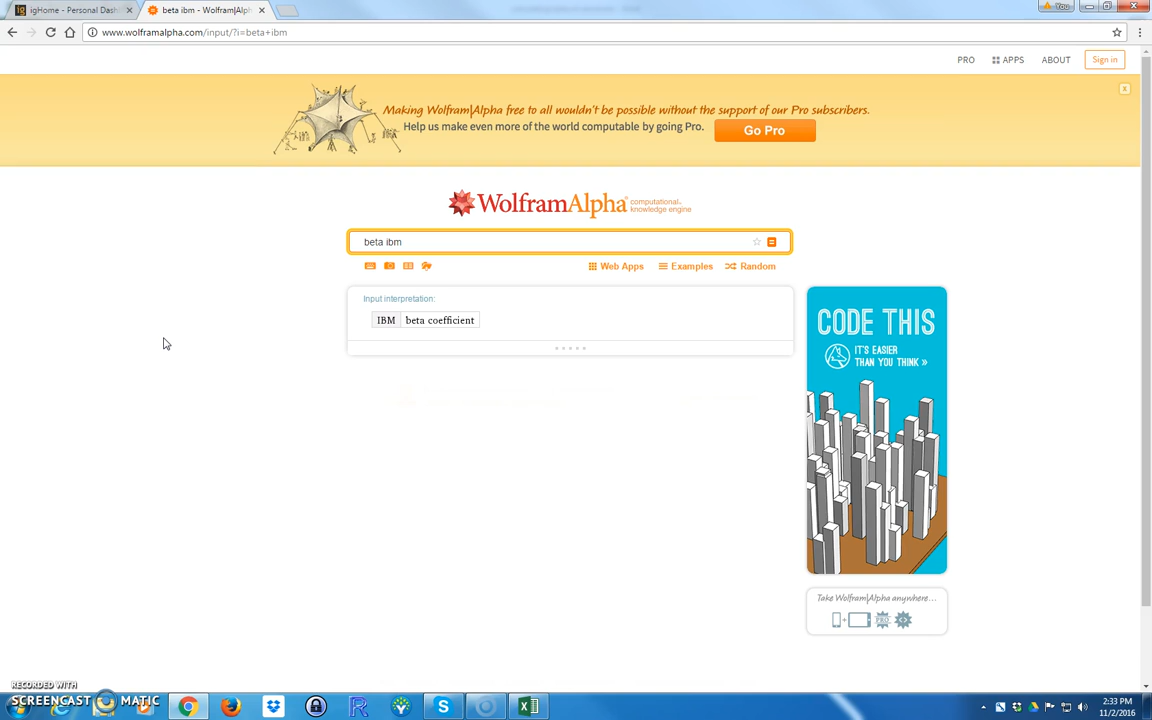 igHome - Personal Dash
beta ibm - Wolfram|Alph
You
www.wolframalpha.com/input/?i=beta+ibm
PRO APPS ABOUT Sign in
Making Wolfram|Alpha free to all wouldn't be possible without the support of our Pro subscribers.
Help us make even more of the world computable by going Pro.
Go Pro
WolframAlpha computational knowledge engine
beta ibm
Web Apps Examples Random
Input interpretation:
IBM beta coefficient
CODE THIS
IT'S EASIER
THAN YOU THINK »
Take Wolfram|Alpha anywhere...
PRO
RECORDED WITH
SCREENCAST MATIC
2:33 PM
11/2/2016